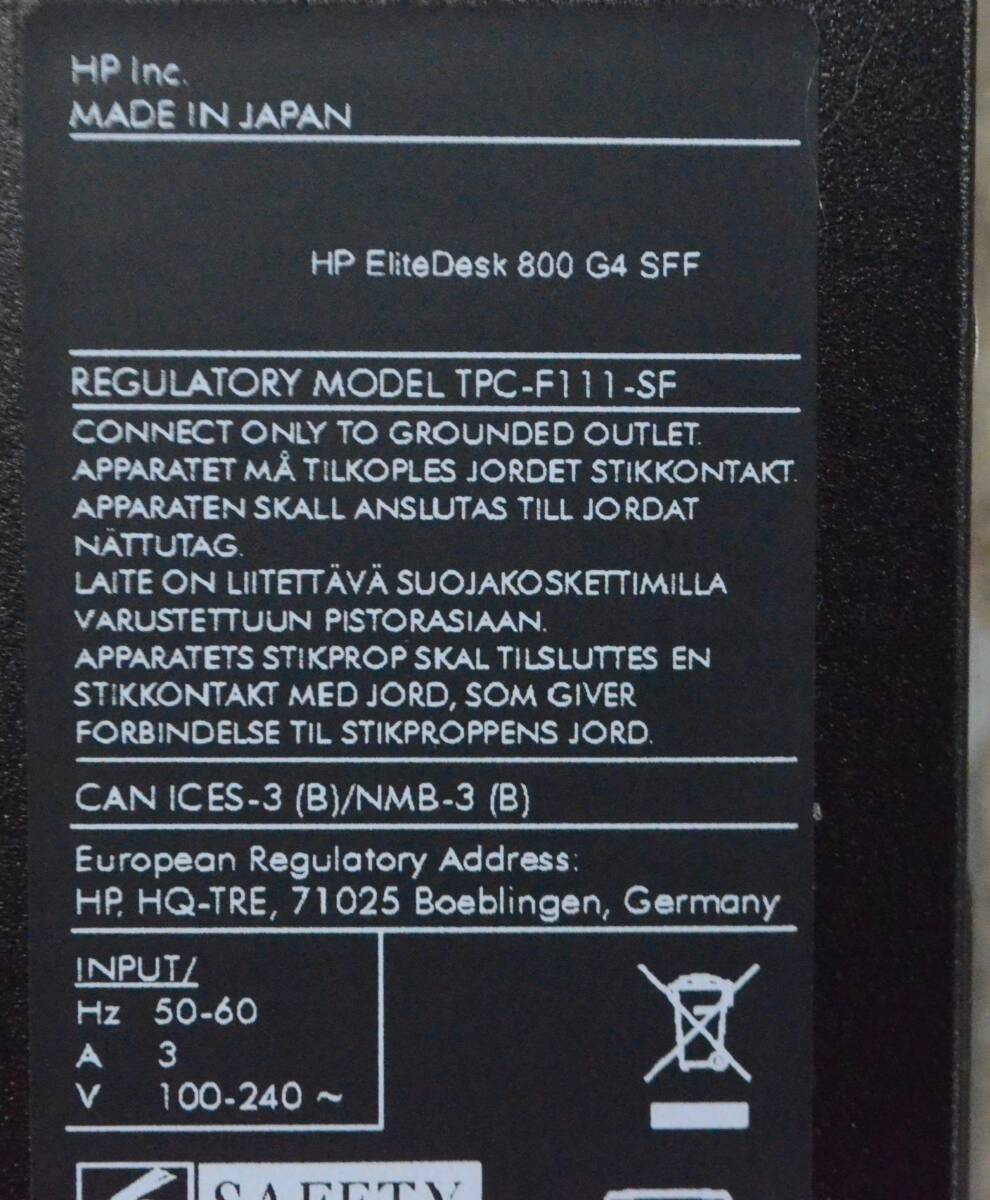 HP Inc.
MADE IN JAPAN
HP EliteDesk 800 G4 SFF
REGULATORY MODEL TPC-F111-SF
CONNECT ONLY TO GROUNDED OUTLET.
APPARATET MÅ TILKOPLES JORDET STIKKONTAKT.
APPARATEN SKALL ANSLUTAS TILL JORDAT
NÄTTUTAG.
LAITE ON LIITETTÄVÄ SUOJAKOSKETTIMILLA
VARUSTETTUUN PISTORASIAAN.
APPARATETS STIKPROP SKAL TILSLUTTES EN
STIKKONTAKT MED JORD, SOM GIVER
FORBINDELSE TIL STIKPROPPENS JORD.
CAN ICES-3 (B)/NMB-3 (B)
European Regulatory Address:
HP, HQ-TRE, 71025 Boeblingen, Germany
INPUT/
Hz 50-60
A 3
V 100-240 ~
SAFETY